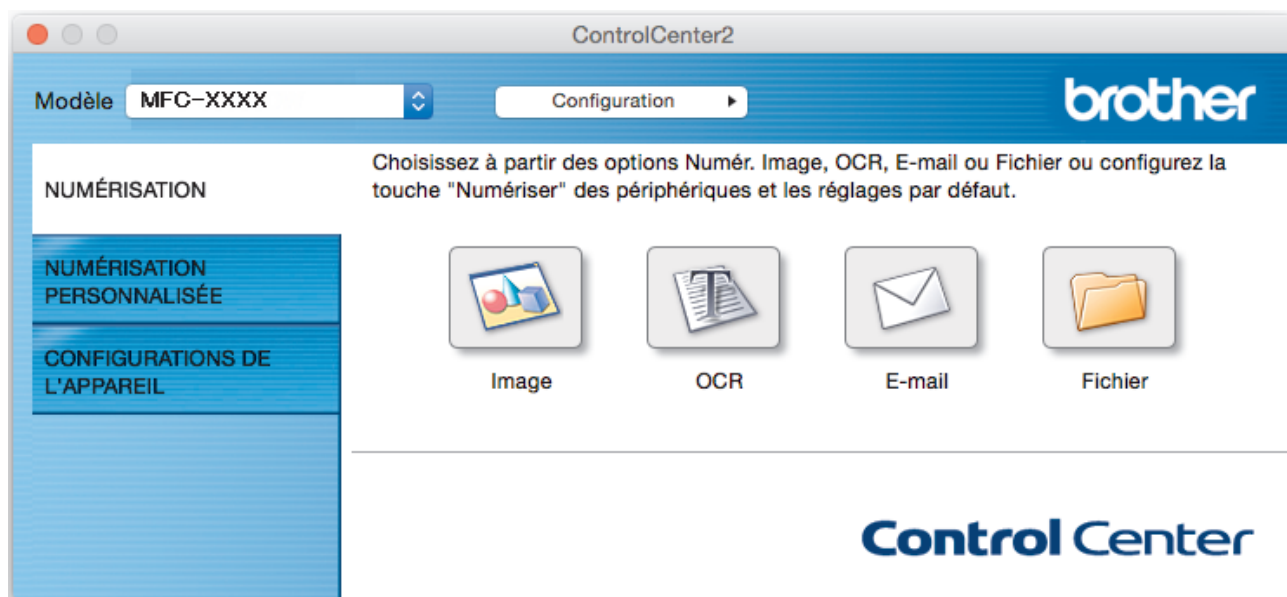 ControlCenter2
Modèle MFC-XXXX Configuration brother
NUMÉRISATION
Choisissez à partir des options Numér. Image, OCR, E-mail ou Fichier ou configurez la
touche "Numériser" des périphériques et les réglages par défaut.
NUMÉRISATION
PERSONNALISÉE
CONFIGURATIONS DE
L'APPAREIL
Image OCR E-mail Fichier
Control Center